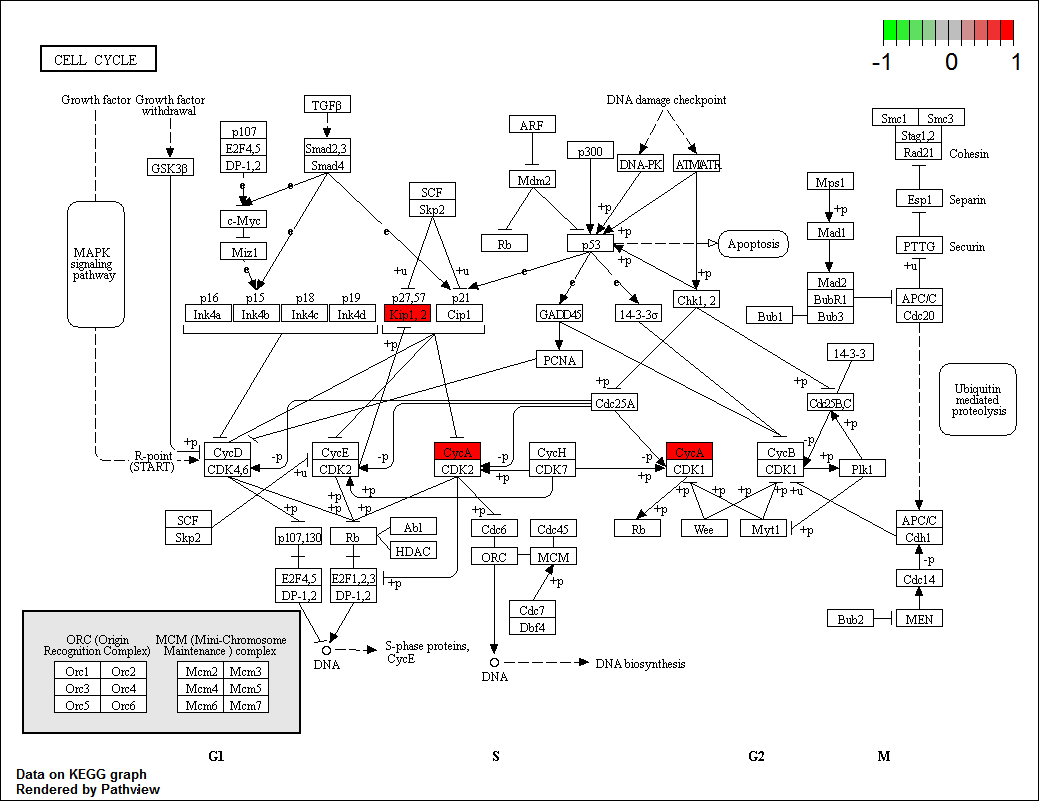 -1 0 1
CELL CYCLE
Growth factor
Growth factor
withdrawal
TGFβ
DNA damage checkpoint
Smc1 Smc3
Stag1,2
Rad21
Cohesin
p107
E2F4,5
DP-1,2
Smad2,3
Smad4
GSK3β
ARF
p300
DNA-PK
ATM/ATR
Mdm2
Mps1
+p
Mad1
Esp1
Separin
SCF
Skp2
e
e
c-Myc
Miz1
e
e
+u
+u
MAPK
signaling
pathway
Rb
p53
+p
+p
e
e
e
Apoptosis
+p
Chk1, 2
PTTG
Securin
+u
Mad2
BubR1
Bub3
Bub1
APC/C
Cdc20
p16
Ink4a
p15
Ink4b
p18
Ink4c
p19
Ink4d
p27,57
Kip1, 2
p21
Cip1
GADD45
14-3-3σ
+p
PCNA
14-3-3
+p
Cdc25A
+p
Cdc25B,C
Ubiquitin
mediated
proteolysis
R-point
(START)
+p
CycD
CDK4,6
-p
+u
CycE
CDK2
-p
CycA
CDK2
-p
+p
CycH
CDK7
-p
+p
CycA
CDK1
CycB
CDK1
-p
+p
+p
Plk1
+p
+p
+p
+p
+p
+p
+p
+p
+p
+u
+p
SCF
Skp2
p107,130
Rb
Abl
HDAC
Cdc6
ORC
Cdc45
MCM
Rb
Wee
Myt1
APC/C
Cdh1
-p
Cdc14
E2F4,5
DP-1,2
E2F1,2,3
DP-1,2
+p
+p
Cdc7
Dbf4
Bub2
MEN
DNA
S-phase proteins,
CycE
DNA
DNA biosynthesis
ORC (Origin
Recognition Complex)
MCM (Mini-Chromosome
Maintenance ) complex
Orc1 Orc2
Orc3 Orc4
Orc5 Orc6
Mcm2 Mcm3
Mcm4 Mcm5
Mcm6 Mcm7
G1 S G2 M
Data on KEGG graph
Rendered by Pathview